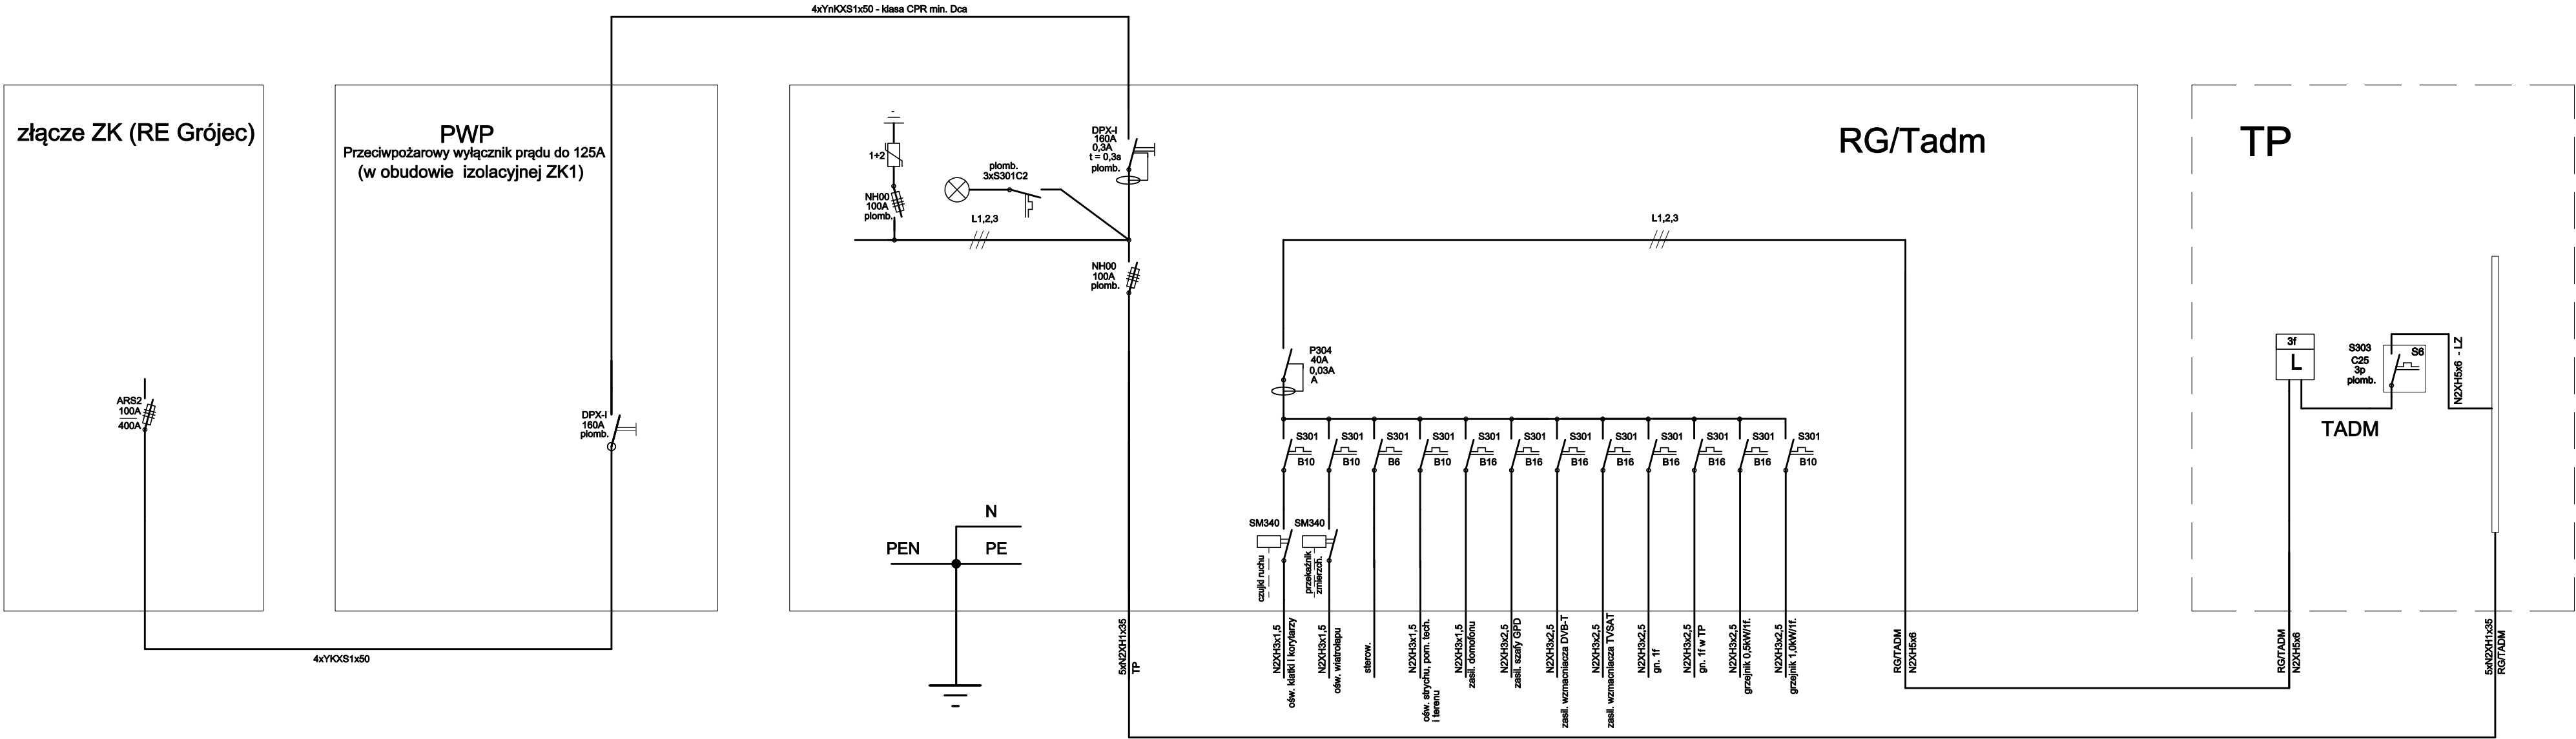 4xYnKXS1x50 - klasa CPR min. Dca
złącze ZK (RE Grójec)
ARS2
100A
400A
4xYKXS1x50
PWP
Przeciwpożarowy wyłącznik prądu do 125A
(w obudowie izolacyjnej ZK1)
DPX-I
160A
plomb.
RG/Tadm
1+2
NH00
100A
plomb.
plomb.
3xS301C2
L1,2,3
DPX-I
160A
0,3A
t = 0,3s
plomb.
NH00
100A
plomb.
L1,2,3
P304
40A
0,03A
A
S301
B10
S301
B10
S301
B6
S301
B10
S301
B16
S301
B16
S301
B16
S301
B16
S301
B16
S301
B16
S301
B16
S301
B10
SM340
SM340
czujki ruchu
przekaźnik
zmierzch.
N
PEN
PE
5xN2XH1x35
TP
N2XH3x1,5
ośw. klatki i korytarzy
N2XH3x1,5
ośw. wiatrołapu
sterow.
N2XH3x1,5
ośw. strychu, pom. tech.
i terenu
N2XH3x1,5
zasil. domofonu
N2XH3x2,5
zasil. szafy GPD
N2XH3x2,5
zasil. wzmacniacza DVB-T
N2XH3x2,5
zasil. wzmacniacza TVSAT
N2XH3x2,5
gn. 1f
N2XH3x2,5
gn. 1f w TP
N2XH3x2,5
grzejnik 0,5kW/1f.
N2XH3x2,5
grzejnik 1,0kW/1f.
RG/TADM
N2XH5x6
TP
3f
L
S303
C25
3p
plomb.
S6
N2XH5x6 - LZ
TADM
RG/TADM
N2XH5x6
5xN2XH1x35
RG/TADM